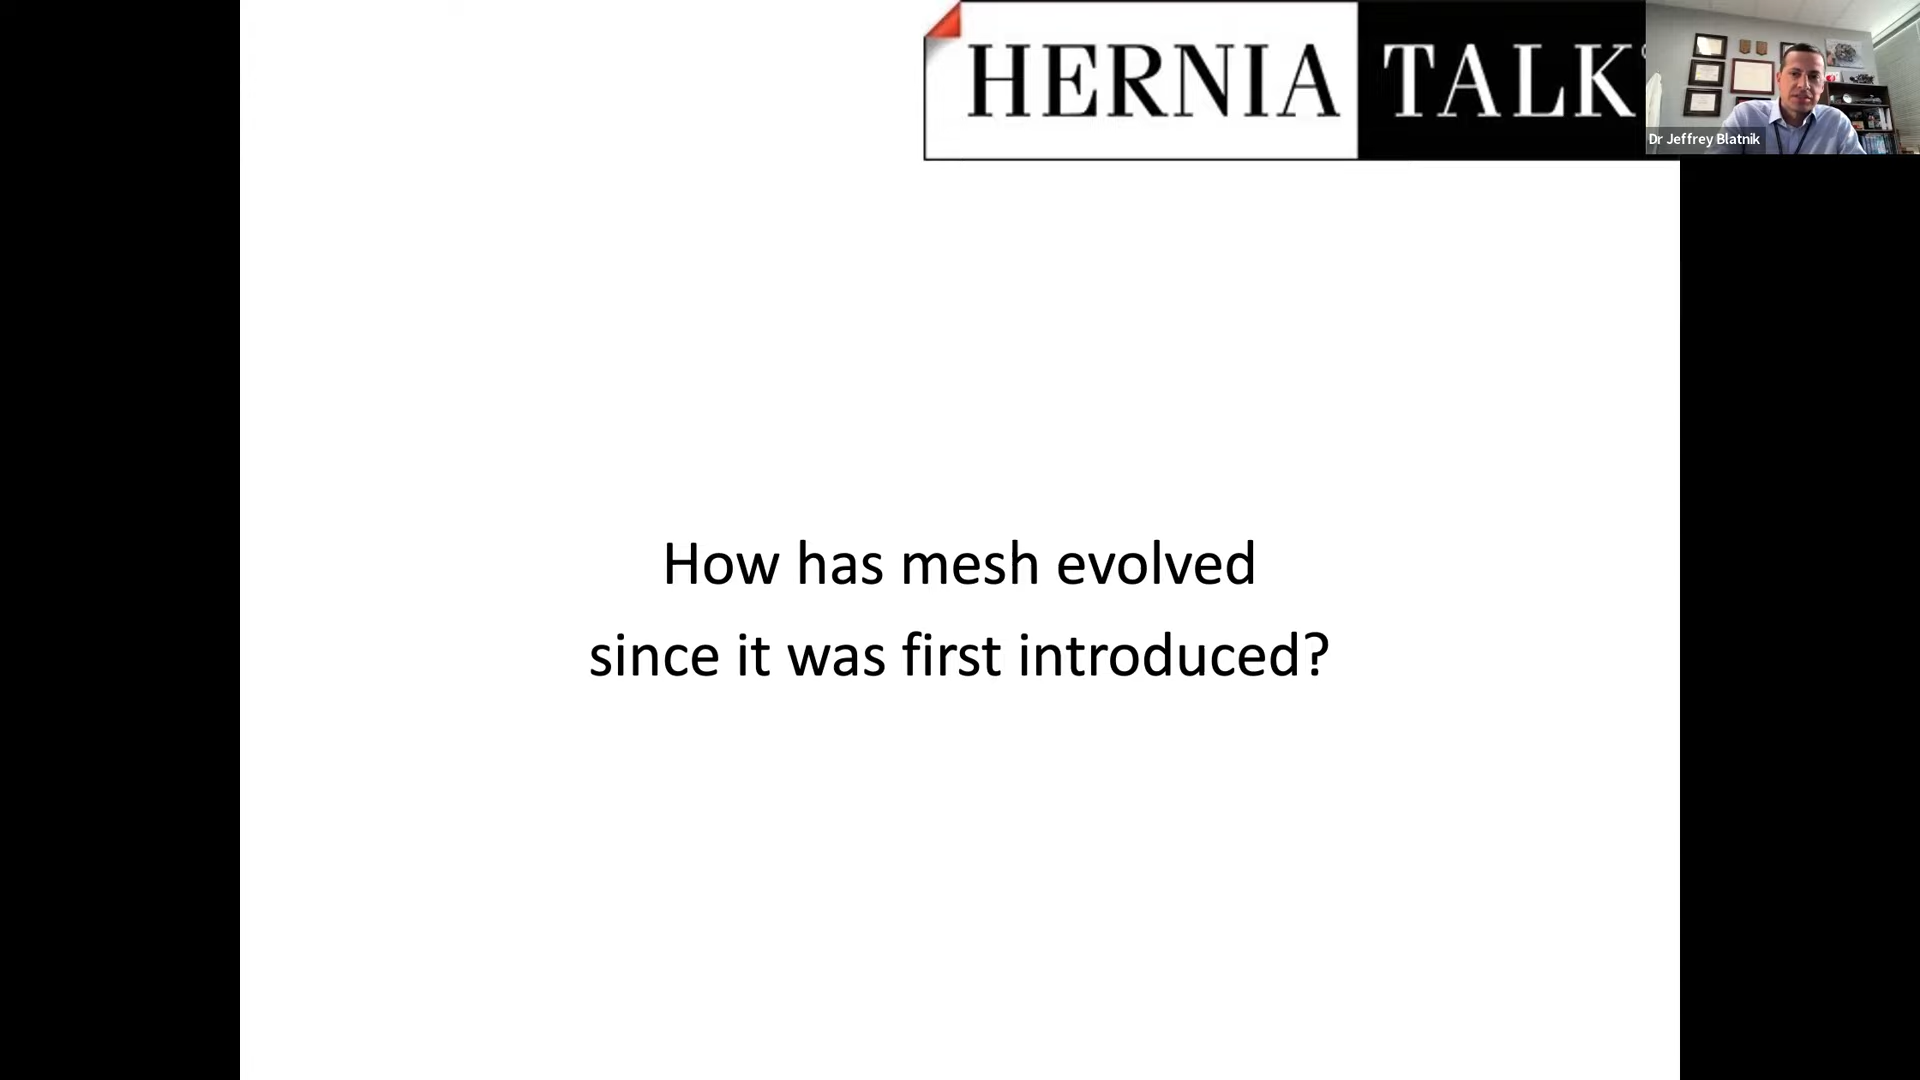 HERNIA TALK
Dr Jeffrey Blatnik
How has mesh evolved
since it was first introduced?